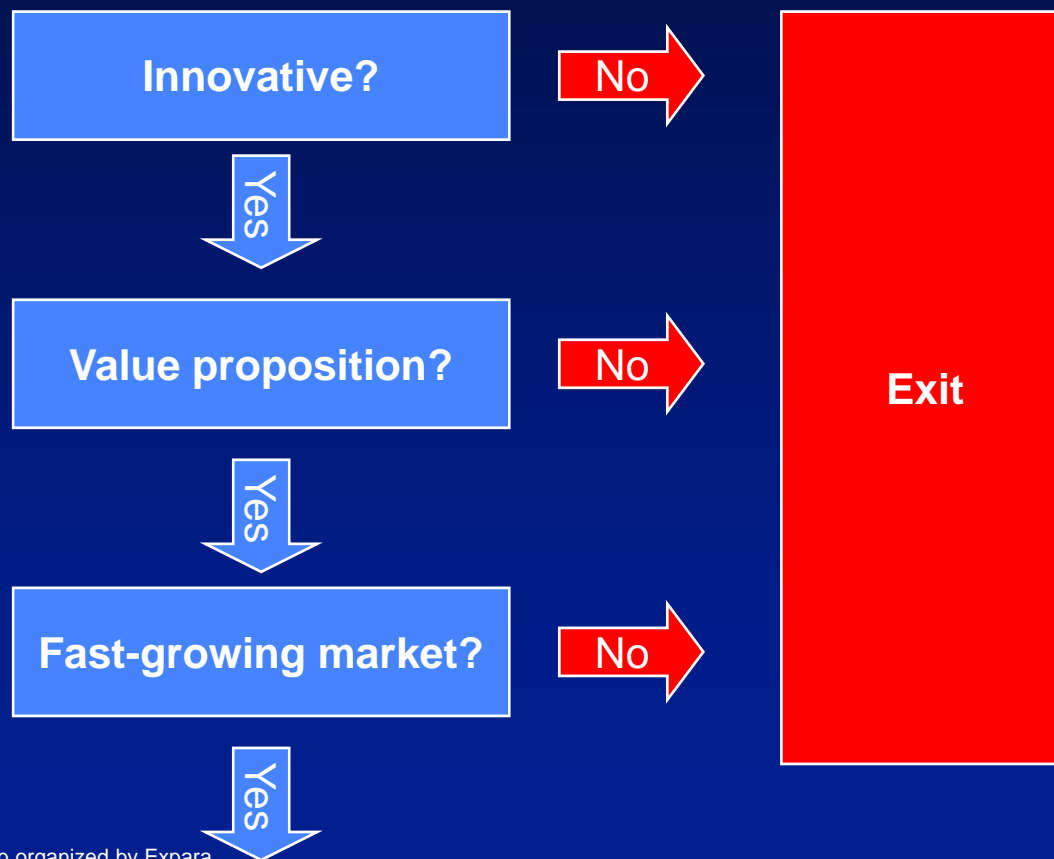 Innovative?
No
Yes
Value proposition?
No
Exit
Yes
Fast-growing market?
No
Yes
organized by Expara